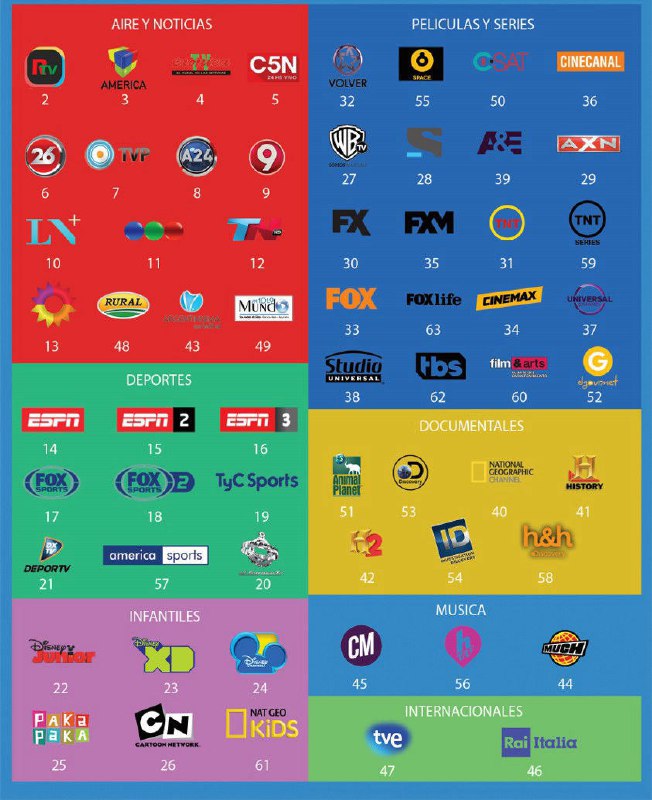 AIRE Y NOTICIAS
RTV
AMERICA
C5N
2 3 4 5
26 TVP A24 9
6 7 8 9
LN+ TN
10 11 12
RURAL Mundo
13 48 43 49
DEPORTES
ESPN ESPN 2 ESPN 3
14 15 16
FOX SPORTS FOX SPORTS 2 TyC Sports
17 18 19
DXTV
DEPORTV america sports
21 57 20
INFANTILES
Disney Junior Disney XD Disney Channel
22 23 24
PAKA PAKA CN CARTOON NETWORK NAT GEO KiDS
25 26 61
PELICULAS Y SERIES
VOLVER 6 SPACE SAT CINECANAL
32 55 50 36
WB TV S A&E AXN
27 28 39 29
FX FXM TNT TNT SERIES
30 35 31 59
FOX FOX life CINEMAX UNIVERSAL
33 63 34 37
Studio UNIVERSAL tbs film&arts G elgourmet
38 62 60 52
DOCUMENTALES
Animal Planet D Discovery NATIONAL GEOGRAPHIC CHANNEL H HISTORY
51 53 40 41
H2 ID INVESTIGATION DISCOVERY h&h Discovery
42 54 58
MUSICA
CM MUCH
45 56 44
INTERNACIONALES
tve Rai Italia
47 46